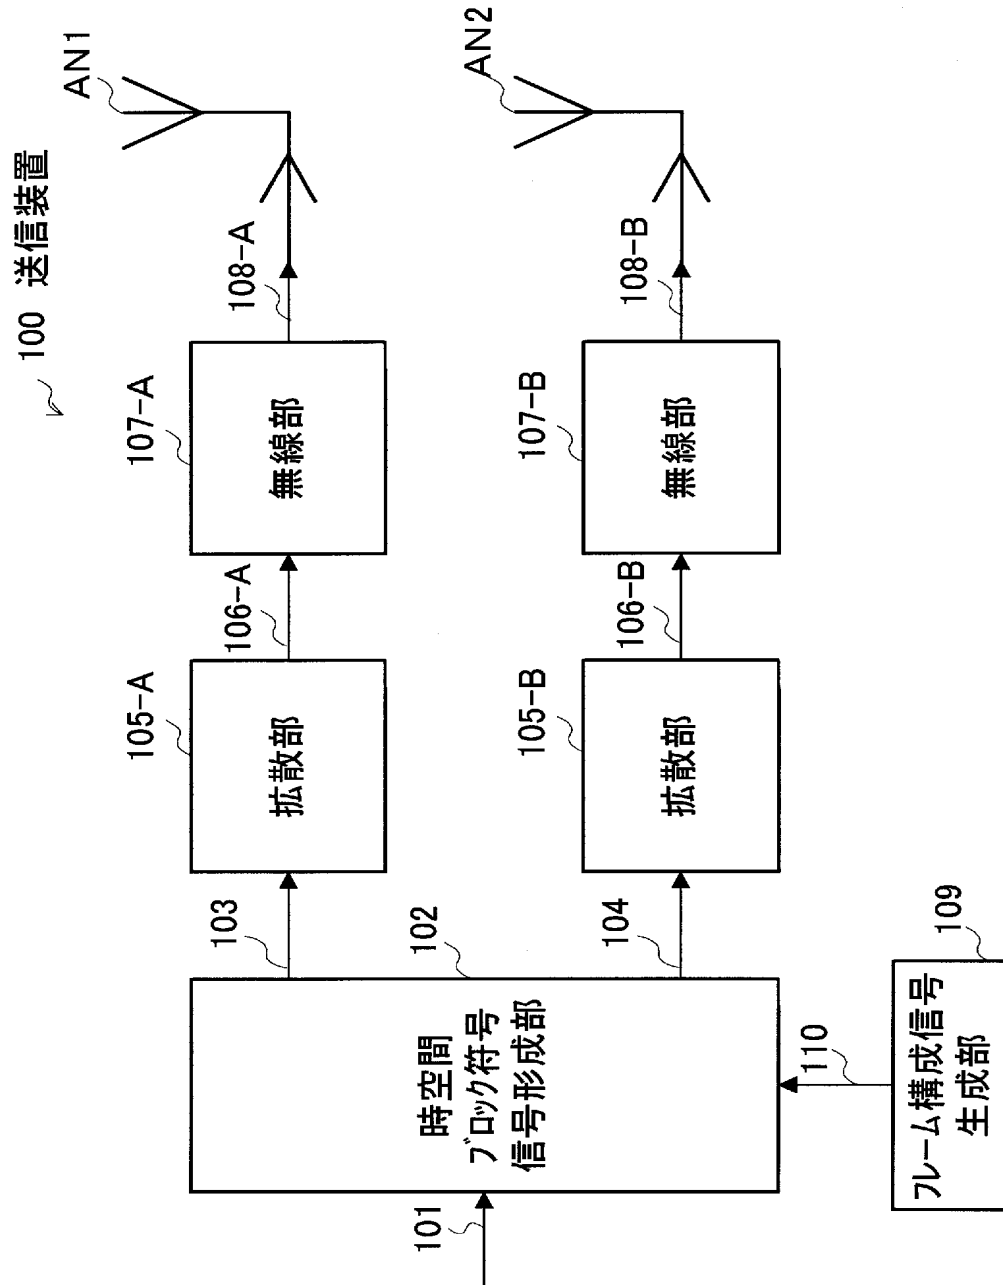 100 送信装置
101
時空間
ブロック符号
信号形成部
102
103
105-A
拡散部
106-A
107-A
無線部
108-A
AN1
104
105-B
拡散部
106-B
107-B
無線部
108-B
AN2
110
フレーム構成信号
生成部
109